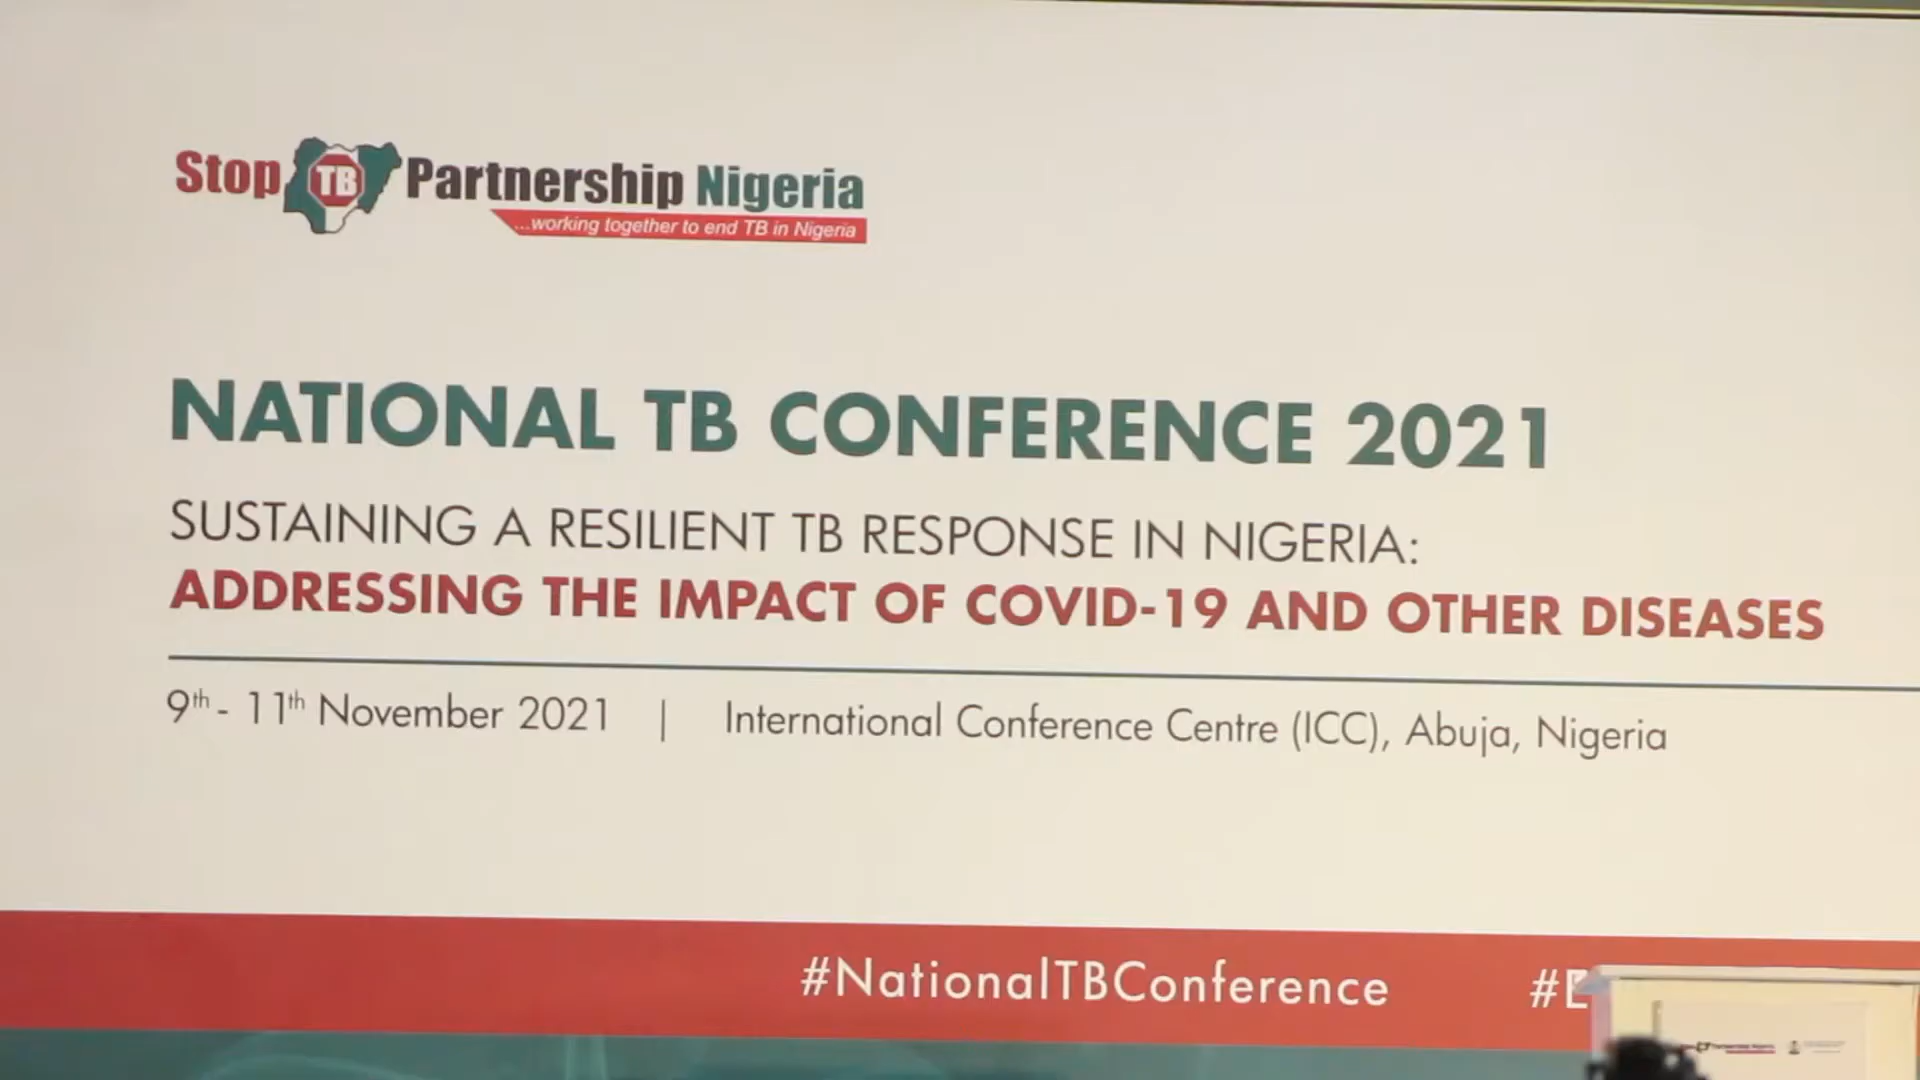 Stop TB Partnership Nigeria
...working together to end TB in Nigeria
NATIONAL TB CONFERENCE 2021
SUSTAINING A RESILIENT TB RESPONSE IN NIGERIA:
ADDRESSING THE IMPACT OF COVID-19 AND OTHER DISEASES
9th - 11th November 2021 | International Conference Centre (ICC), Abuja, Nigeria
#NationalTBConference